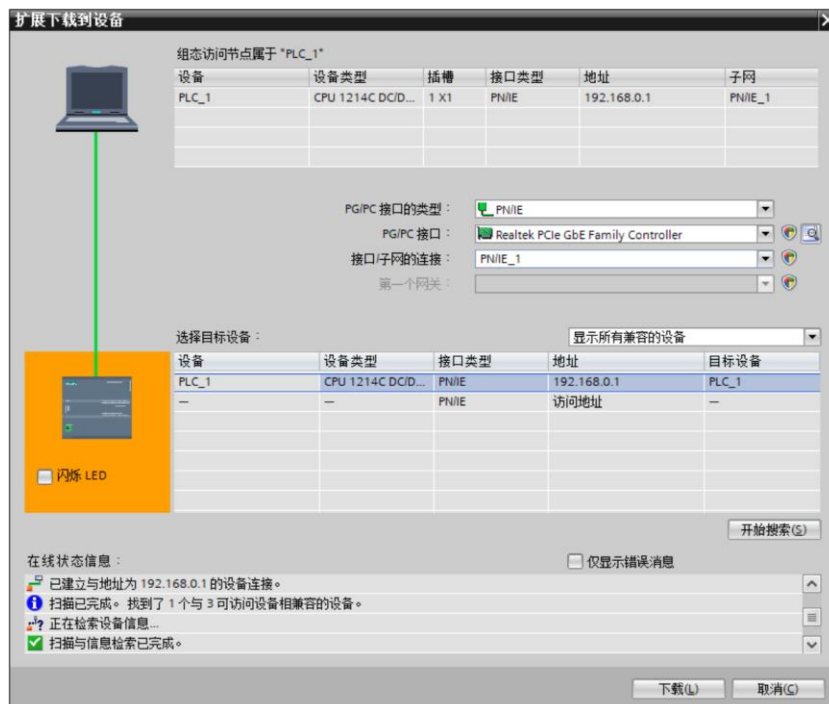 扩展下载到设备
组态访问节点属于 "PLC_1"
设备 设备类型 插槽 接口类型 地址 子网
PLC_1 CPU 1214C DC/D... 1 X1 PN/IE 192.168.0.1 PN/IE_1
PG/PC 接口的类型： PN/IE
PG/PC 接口： Realtek PCIe GbE Family Controller
接口/子网的连接： PN/IE_1
第一个网关：
选择目标设备： 显示所有兼容的设备
设备 设备类型 接口类型 地址 目标设备
PLC_1 CPU 1214C DC/D... PN/IE 192.168.0.1 PLC_1
— — PN/IE 访问地址 —
闪烁 LED
开始搜索(S)
在线状态信息： 仅显示错误消息
已建立与地址为 192.168.0.1 的设备连接。
扫描已完成。 找到了 1 个与 3 可访问设备相兼容的设备。
正在检索设备信息...
扫描与信息检索已完成。
下载(L) 取消(C)